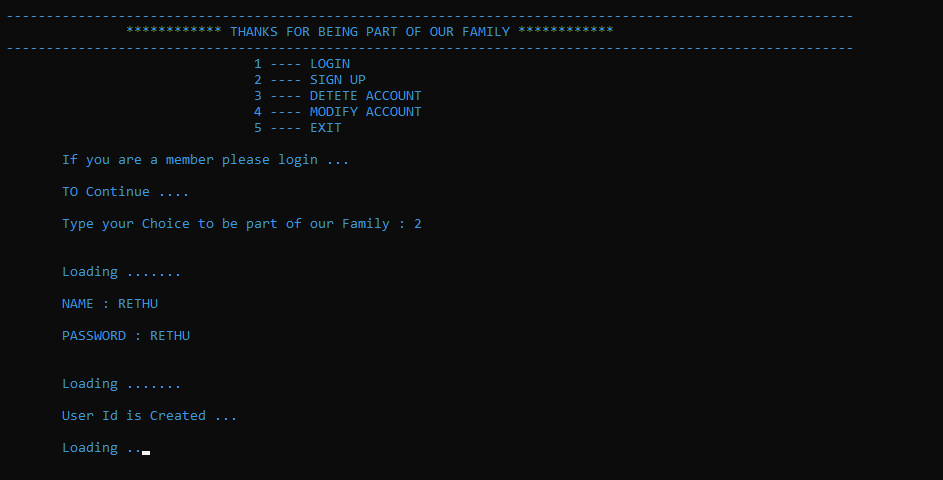 ----------------------------------------------------------------------------------------------------------
************ THANKS FOR BEING PART OF OUR FAMILY ************
----------------------------------------------------------------------------------------------------------
1 ---- LOGIN
2 ---- SIGN UP
3 ---- DETETE ACCOUNT
4 ---- MODIFY ACCOUNT
5 ---- EXIT
If you are a member please login ...
TO Continue ....
Type your Choice to be part of our Family : 2
Loading .......
NAME : RETHU
PASSWORD : RETHU
Loading .......
User Id is Created ...
Loading ..